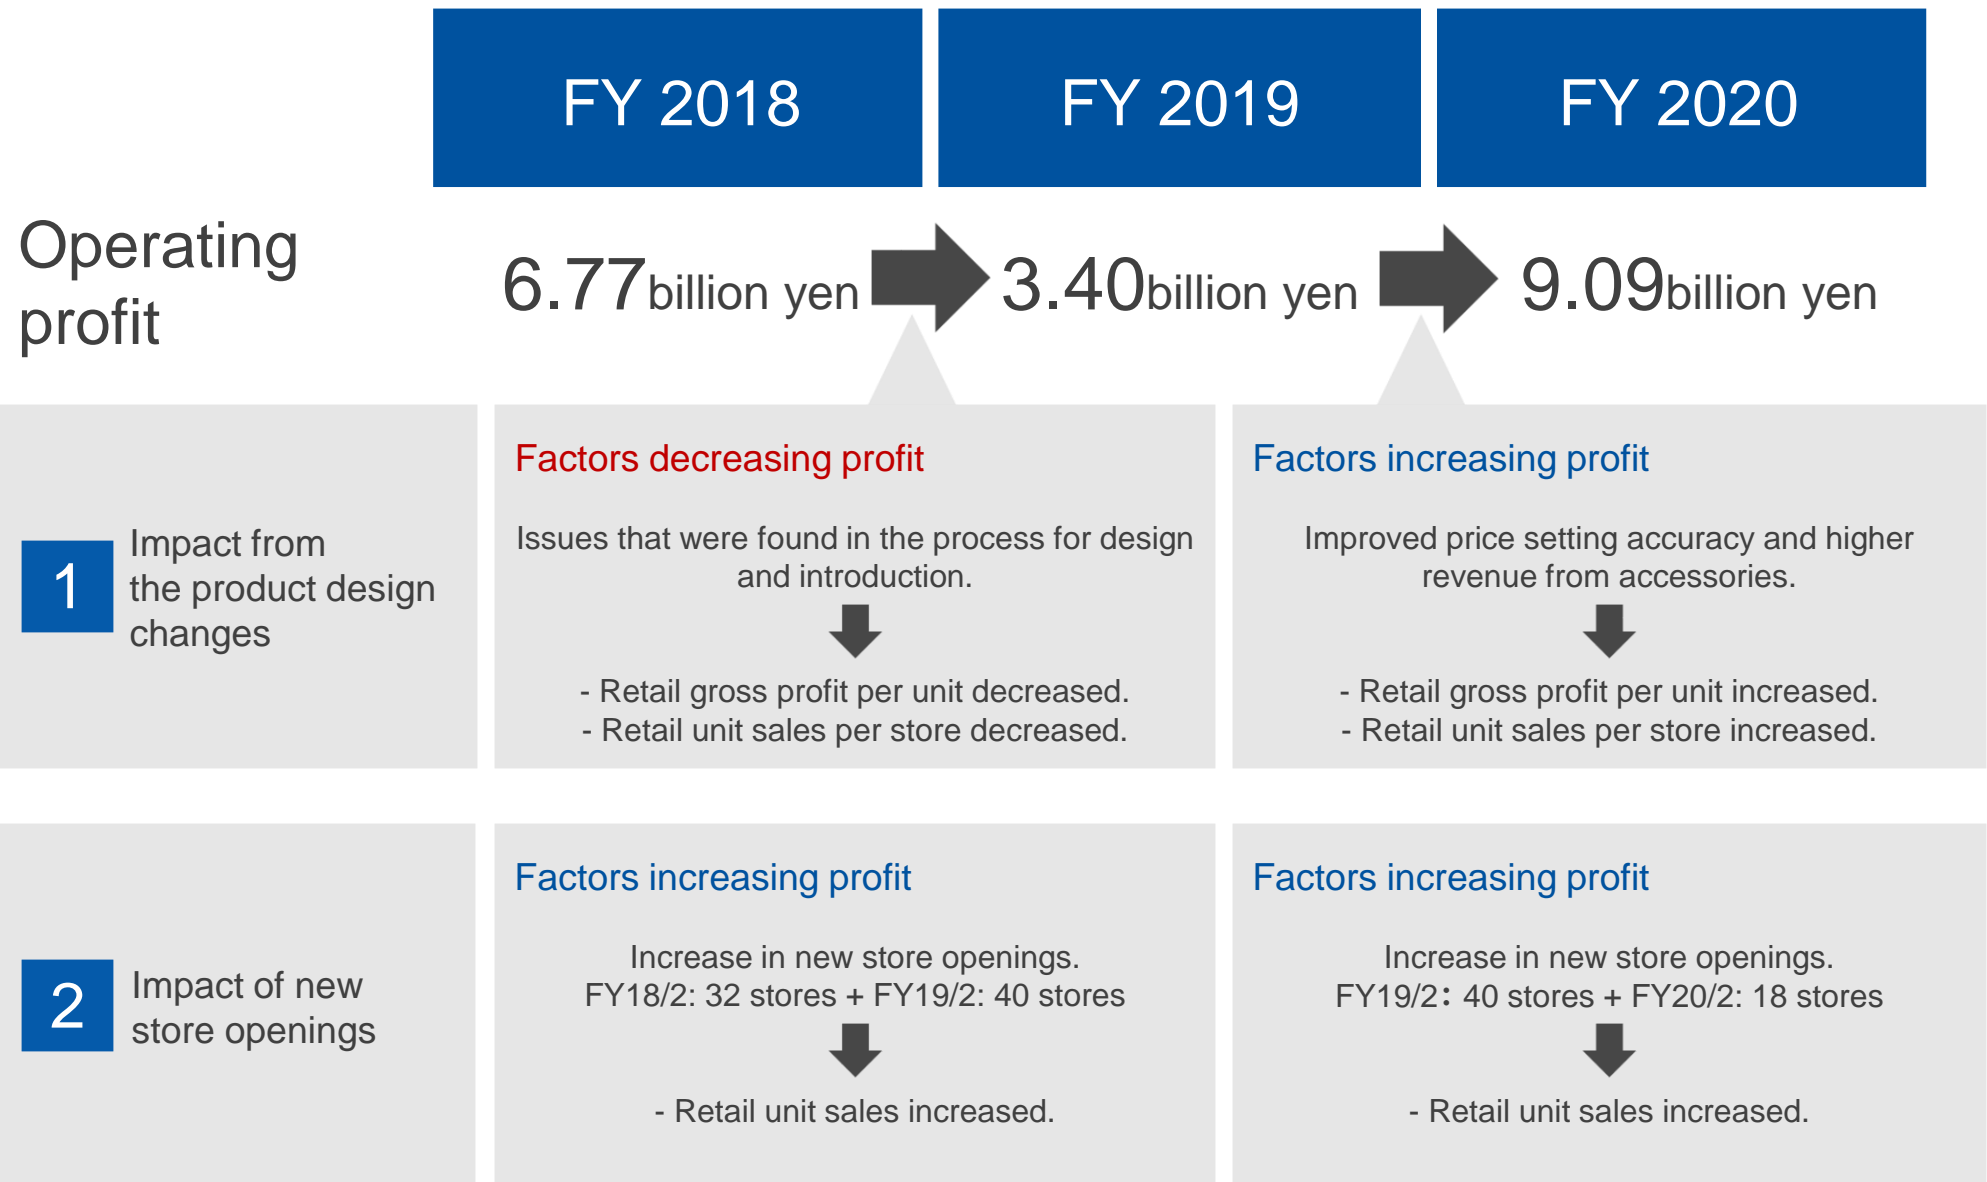 FY 2018
FY 2019
FY 2020
Operating
profit
6.77billion yen
3.40billion yen
9.09billion yen
1
Impact from
the product design
changes
Factors decreasing profit
Issues that were found in the process for design
and introduction.
- Retail gross profit per unit decreased.
- Retail unit sales per store decreased.
Factors increasing profit
Improved price setting accuracy and higher
revenue from accessories.
- Retail gross profit per unit increased.
- Retail unit sales per store increased.
2
Impact of new
store openings
Factors increasing profit
Increase in new store openings.
FY18/2: 32 stores + FY19/2: 40 stores
- Retail unit sales increased.
Factors increasing profit
Increase in new store openings.
FY19/2：40 stores + FY20/2: 18 stores
- Retail unit sales increased.